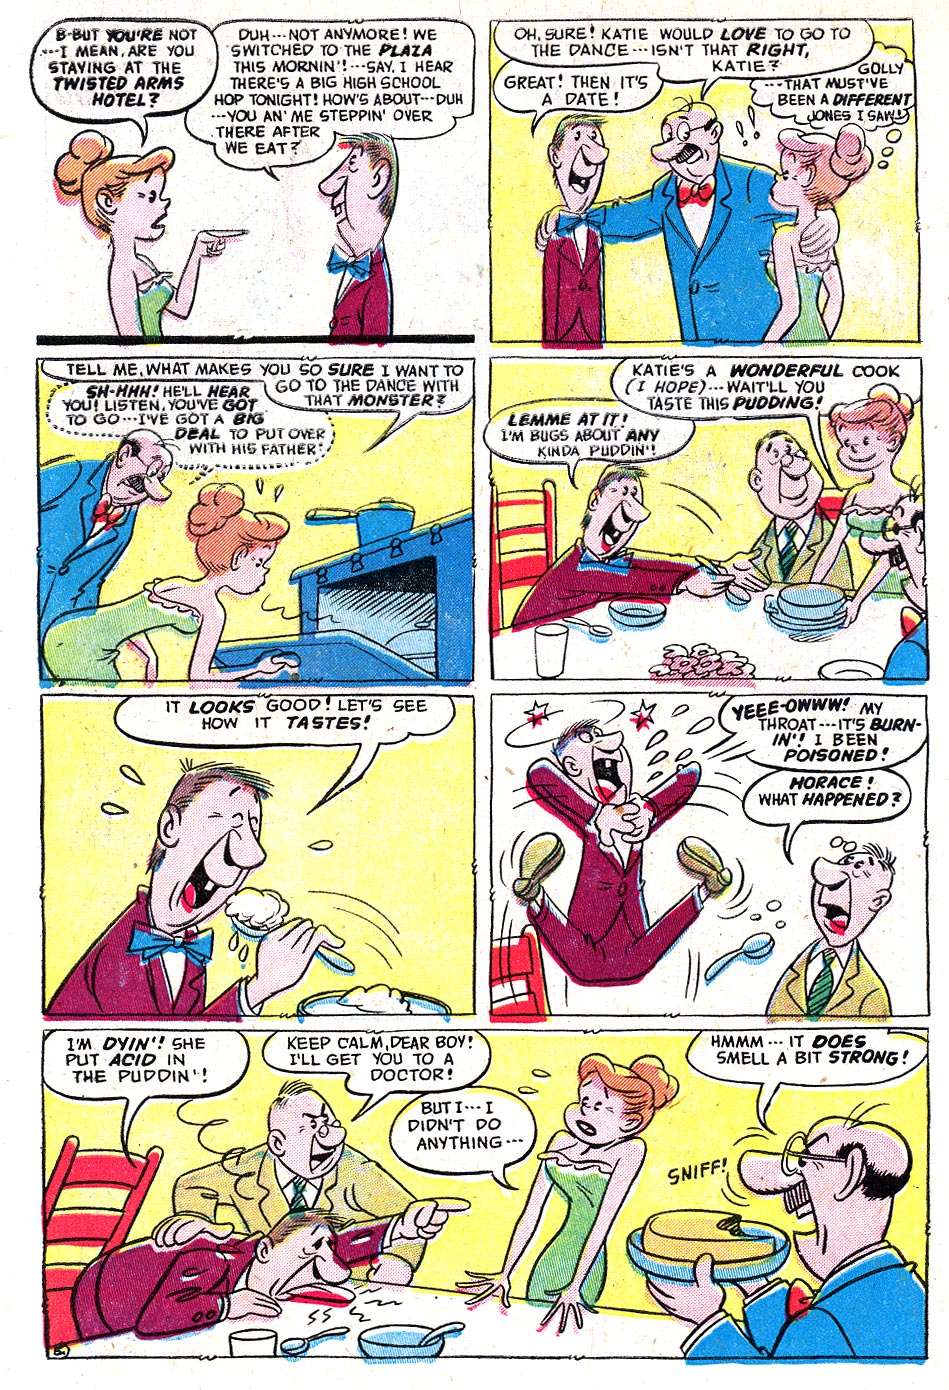 B-BUT YOU'RE NOT
---I MEAN, ARE YOU
STAYING AT THE
TWISTED ARMS
HOTEL?
DUH---NOT ANYMORE! WE
SWITCHED TO THE PLAZA
THIS MORNIN'!---SAY, I HEAR
THERE'S A BIG HIGH SCHOOL
HOP TONIGHT! HOW'S ABOUT---DUH
---YOU AN' ME STEPPIN' OVER
THERE AFTER
WE EAT?
OH, SURE! KATIE WOULD LOVE TO GO TO
THE DANCE---ISN'T THAT RIGHT,
KATIE?
GREAT! THEN IT'S
A DATE!
!!
GOLLY
---THAT MUST'VE
BEEN A DIFFERENT
JONES I SAW!
TELL ME, WHAT MAKES YOU SO SURE I WANT TO
GO TO THE DANCE WITH
THAT MONSTER?
SH-HHH! HE'LL HEAR
YOU! LISTEN, YOU'VE GOT
TO GO---I'VE GOT A BIG
DEAL TO PUT OVER
WITH HIS FATHER!
KATIE'S A WONDERFUL COOK
(I HOPE)---WAIT'LL YOU
TASTE THIS PUDDING!
LEMME AT IT!
I'M BUGS ABOUT ANY
KINDA PUDDIN'!
IT LOOKS GOOD! LET'S SEE
HOW IT TASTES!
YEEE-OWWW! MY
THROAT---IT'S BURN-
IN'! I BEEN
POISONED!
HORACE!
WHAT HAPPENED?
I'M DYIN'! SHE
PUT ACID IN
THE PUDDIN'!
KEEP CALM, DEAR BOY!
I'LL GET YOU TO A
DOCTOR!
BUT I---I
DIDN'T DO
ANYTHING---
HMMM---IT DOES
SMELL A BIT STRONG!
SNIFF!